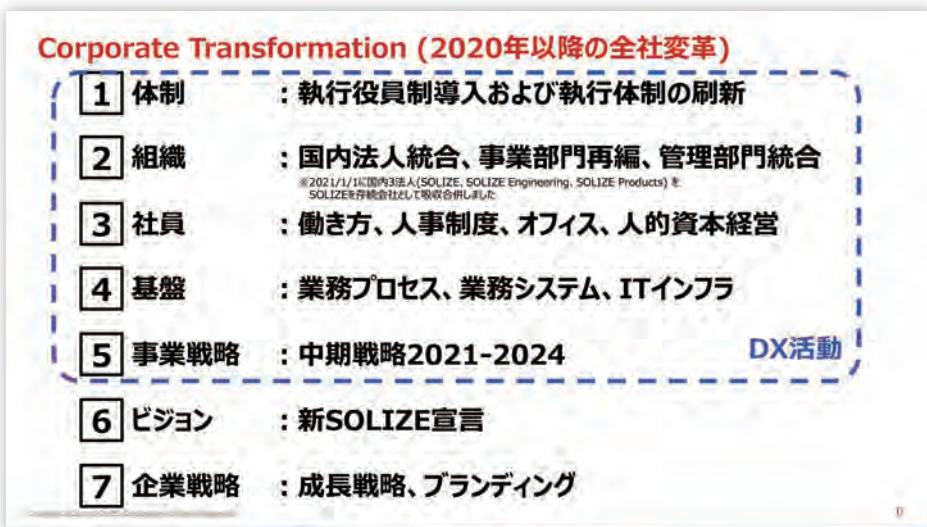 Corporate Transformation (2020年以降の全社変革)
1 体制 : 執行役員制導入および執行体制の刷新
2 組織 : 国内法人統合、事業部門再編、管理部門統合
※2021/1/1に国内3法人(SOLIZE、SOLIZE Engineering、SOLIZE Products) を
SOLIZEを存続会社として吸収合併しました
3 社員 : 働き方、人事制度、オフィス、人的資本経営
4 基盤 : 業務プロセス、業務システム、ITインフラ
5 事業戦略 : 中期戦略2021-2024
DX活動
6 ビジョン : 新SOLIZE宣言
7 企業戦略 : 成長戦略、ブランディング